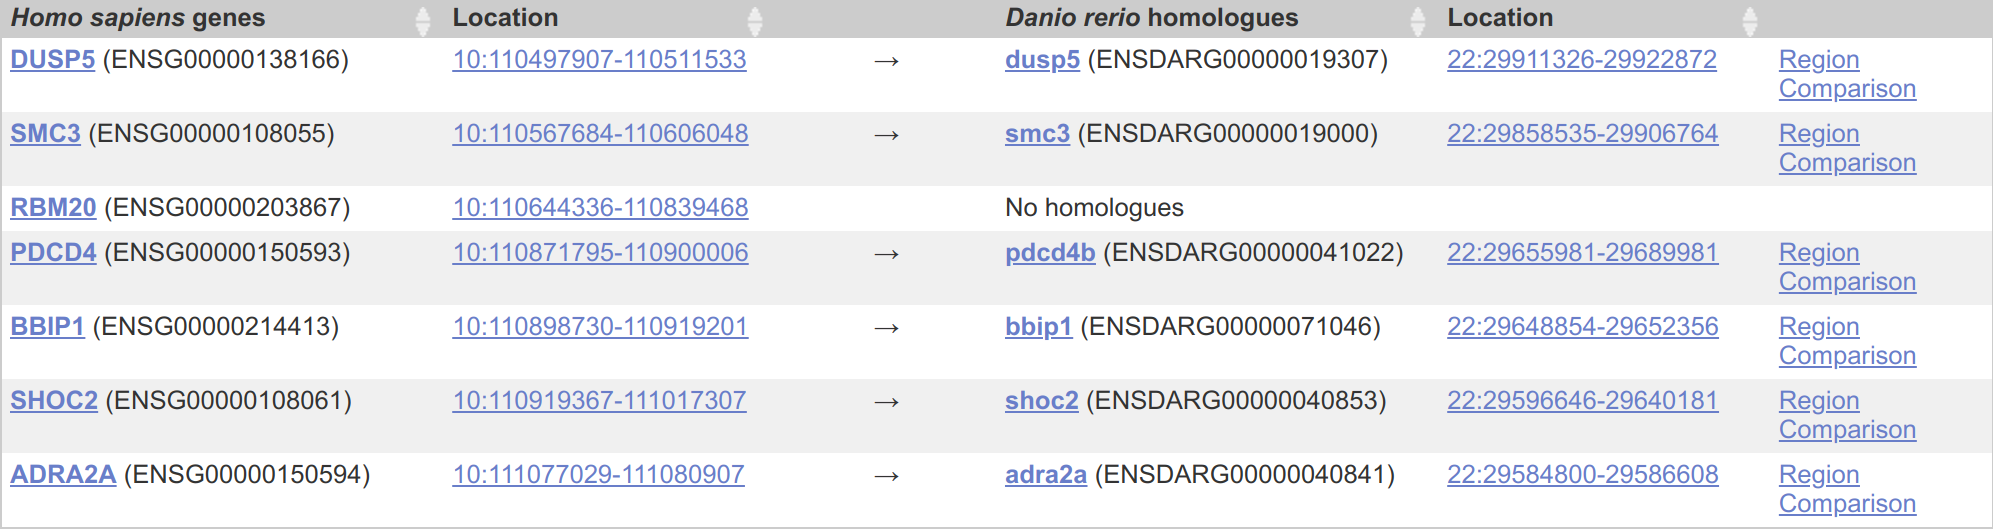 Homo sapiens genes Location Danio rerio homologues Location
DUSP5 (ENSG00000138166) 10:110497907-110511533 → dusp5 (ENSDARG00000019307) 22:29911326-29922872 Region
Comparison
SMC3 (ENSG00000108055) 10:110567684-110606048 → smc3 (ENSDARG00000019000) 22:29858535-29906764 Region
Comparison
RBM20 (ENSG00000203867) 10:110644336-110839468 No homologues
PDCD4 (ENSG00000150593) 10:110871795-110900006 → pdcd4b (ENSDARG00000041022) 22:29655981-29689981 Region
Comparison
BBIP1 (ENSG00000214413) 10:110898730-110919201 → bbip1 (ENSDARG00000071046) 22:29648854-29652356 Region
Comparison
SHOC2 (ENSG00000108061) 10:110919367-111017307 → shoc2 (ENSDARG00000040853) 22:29596646-29640181 Region
Comparison
ADRA2A (ENSG00000150594) 10:111077029-111080907 → adra2a (ENSDARG00000040841) 22:29584800-29586608 Region
Comparison